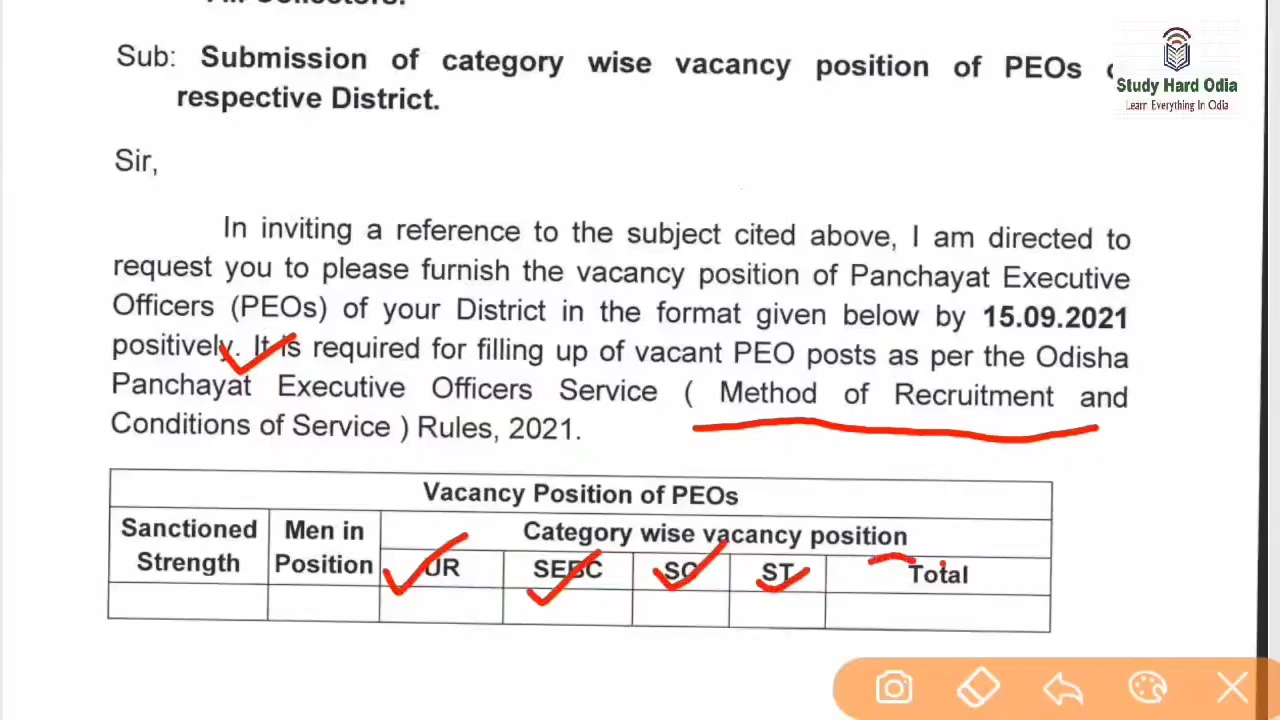 Sub: Submission of category wise vacancy position of PEOs
respective District.
Study Hard Odia
Learn Everything In Odia
Sir,
In inviting a reference to the subject cited above, I am directed to
request you to please furnish the vacancy position of Panchayat Executive
Officers (PEOs) of your District in the format given below by 15.09.2021
positively. It is required for filling up of vacant PEO posts as per the Odisha
Panchayat Executive Officers Service ( Method of Recruitment and
Conditions of Service ) Rules, 2021.
Vacancy Position of PEOs
Sanctioned Strength
Men in Position
Category wise vacancy position
UR SEBC SC ST Total